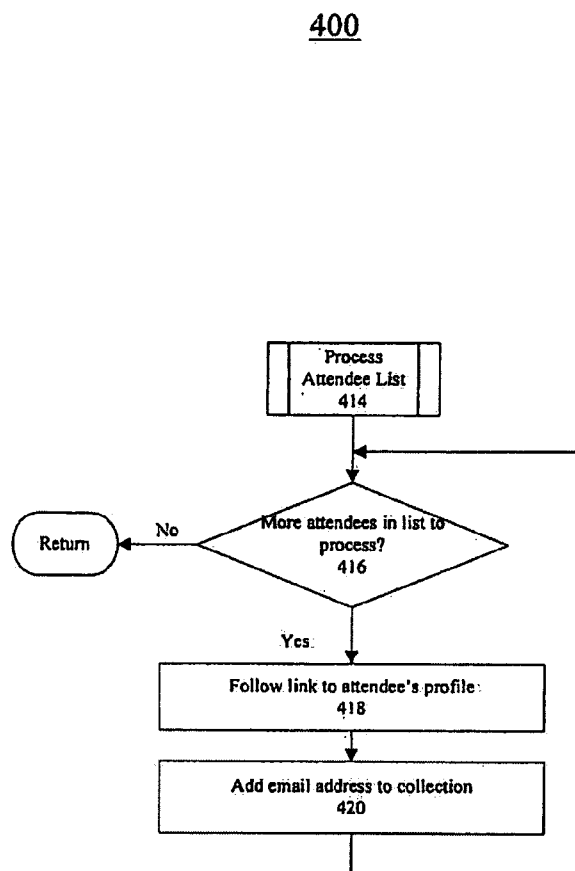 400
Process
Attendee List
414
More attendees in list to
process?
416
No
Return
Yes
Follow link to attendee's profile
418
Add email address to collection
420